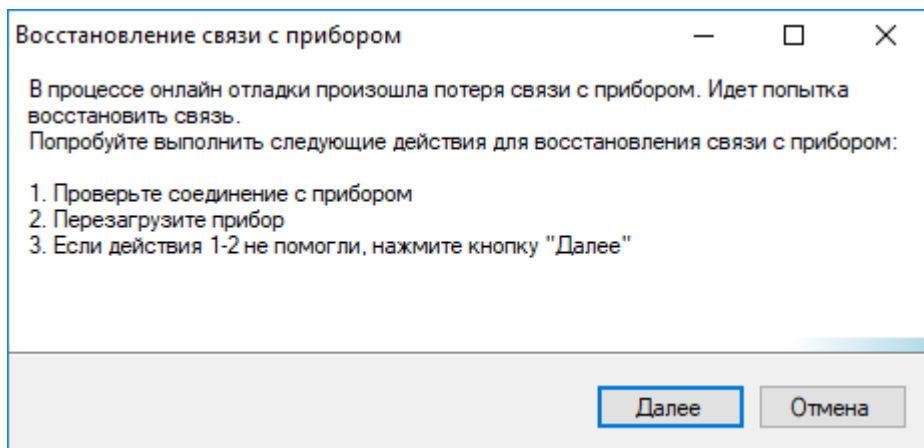 Восстановление связи с прибором
В процессе онлайн отладки произошла потеря связи с прибором. Идет попытка
восстановить связь.
Попробуйте выполнить следующие действия для восстановления связи с прибором:
1. Проверьте соединение с прибором
2. Перезагрузите прибор
3. Если действия 1-2 не помогли, нажмите кнопку "Далее"
Далее
Отмена